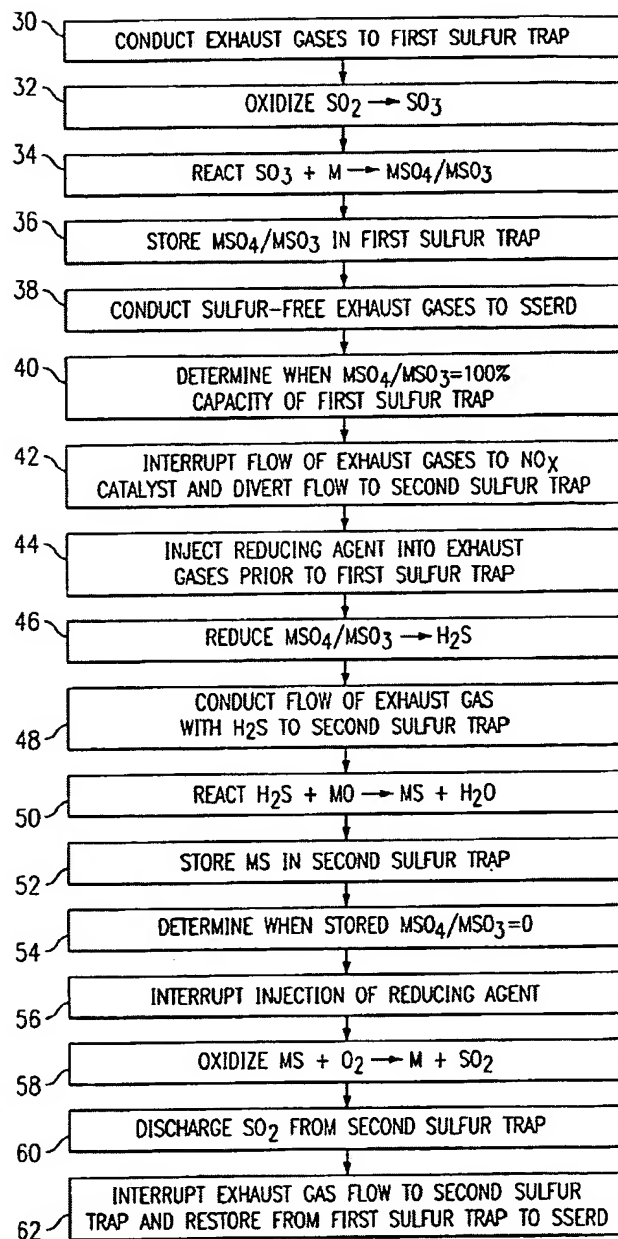 30
CONDUCT EXHAUST GASES TO FIRST SULFUR TRAP
32
OXIDIZE SO2 → SO3
34
REACT SO3 + M → MSO4/MSO3
36
STORE MSO4/MSO3 IN FIRST SULFUR TRAP
38
CONDUCT SULFUR-FREE EXHAUST GASES TO SSERD
40
DETERMINE WHEN MSO4/MSO3=100%
CAPACITY OF FIRST SULFUR TRAP
42
INTERRUPT FLOW OF EXHAUST GASES TO NOX
CATALYST AND DIVERT FLOW TO SECOND SULFUR TRAP
44
INJECT REDUCING AGENT INTO EXHAUST
GASES PRIOR TO FIRST SULFUR TRAP
46
REDUCE MSO4/MSO3 → H2S
48
CONDUCT FLOW OF EXHAUST GAS
WITH H2S TO SECOND SULFUR TRAP
50
REACT H2S + MO → MS + H2O
52
STORE MS IN SECOND SULFUR TRAP
54
DETERMINE WHEN STORED MSO4/MSO3=0
56
INTERRUPT INJECTION OF REDUCING AGENT
58
OXIDIZE MS + O2 → M + SO2
60
DISCHARGE SO2 FROM SECOND SULFUR TRAP
62
INTERRUPT EXHAUST GAS FLOW TO SECOND SULFUR
TRAP AND RESTORE FROM FIRST SULFUR TRAP TO SSERD